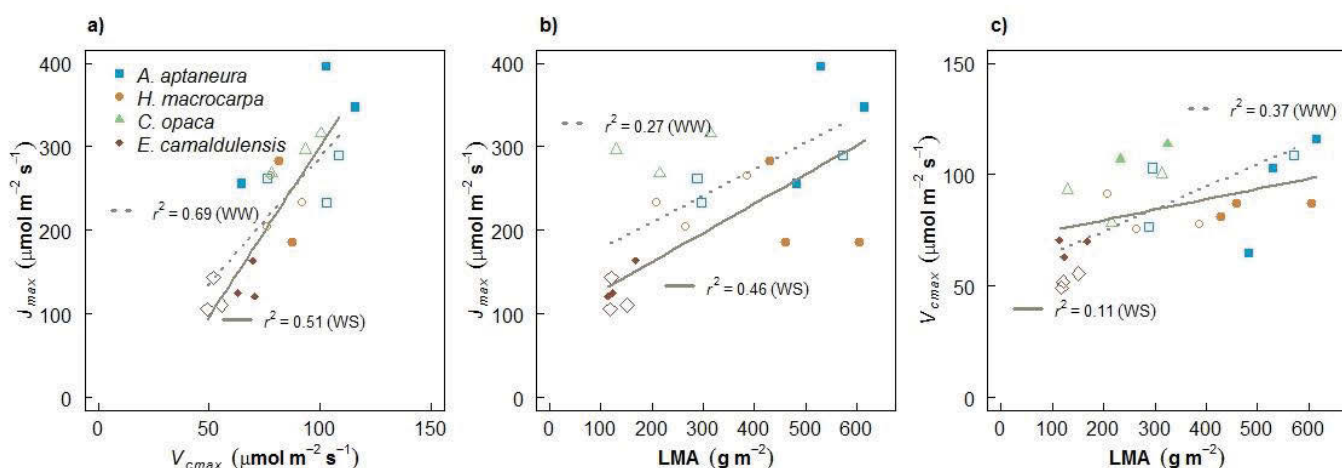 a)
400
300
200
100
0
J max (μmol m−2 s−1)
A. aptaneura
H. macrocarpa
C. opaca
E. camaldulensis
r2 = 0.69 (WW)
r2 = 0.51 (WS)
0 50 100 150
Vcmax (μmol m−2 s−1)
b)
400
300
200
100
0
J max (μmol m−2 s−1)
r2 = 0.27 (WW)
r2 = 0.46 (WS)
0 100 200 300 400 500 600
LMA (g m−2)
c)
150
100
50
0
Vcmax (μmol m−2 s−1)
r2 = 0.37 (WW)
r2 = 0.11 (WS)
0 100 200 300 400 500 600
LMA (g m−2)